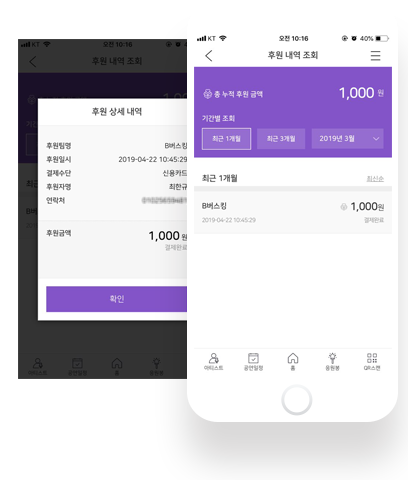 KT
오전 10:16
후원 내역 조회
후원 상세 내역
후원팀명
B버스킹
후원일시
2019-04-22 10:45:29
결제수단
신용카드
후원자명
최한규
연락처
후원금액
1,000 원
결제완료
확인
아티스트
공연일정
홈
응원봉
KT
오전 10:16
40%
후원 내역 조회
총 누적 후원 금액
1,000 원
기간별 조회
최근 1개월
최근 3개월
2019년 3월
최근 1개월
최신순
B버스킹
1,000원
2019-04-22 10:45:29
결제완료
아티스트
공연일정
홈
응원봉
QR스캔